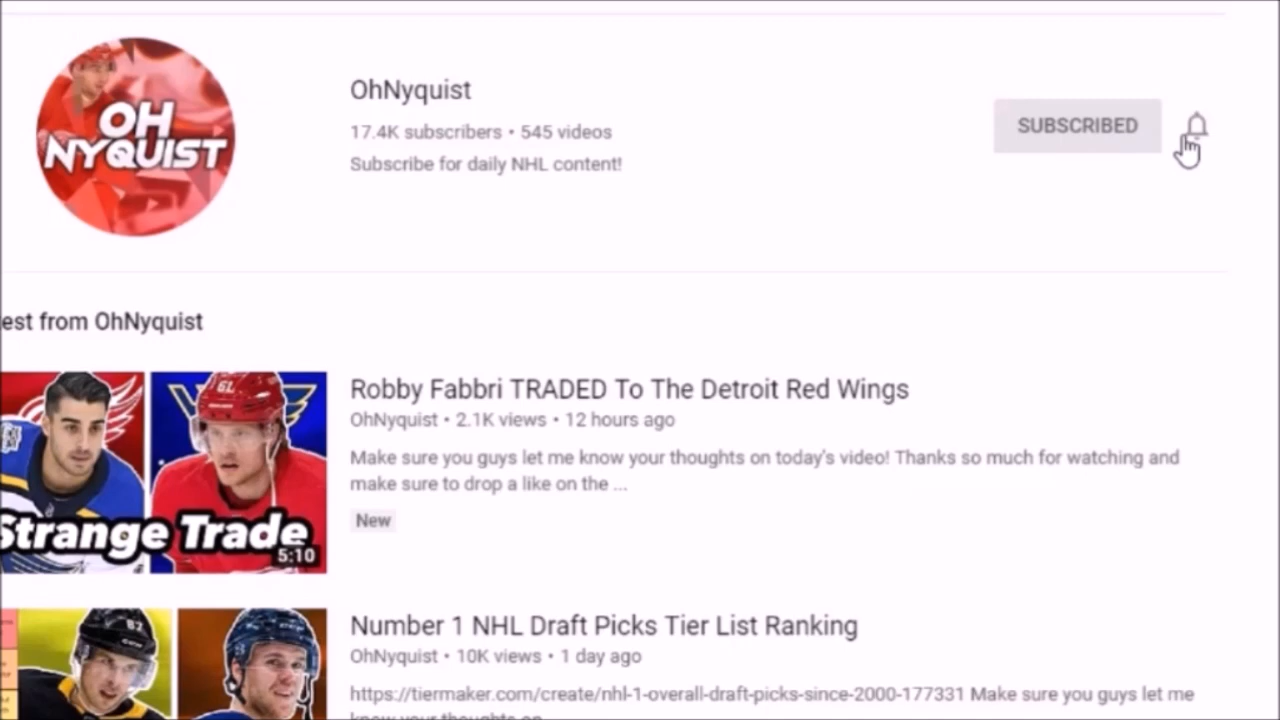 OH
NYQUIST
OhNyquist
17.4K subscribers • 545 videos
Subscribe for daily NHL content!
SUBSCRIBED
est from OhNyquist
61
Strange Trade
5:10
Robby Fabbri TRADED To The Detroit Red Wings
OhNyquist • 2.1K views • 12 hours ago
Make sure you guys let me know your thoughts on today's video! Thanks so much for watching and
make sure to drop a like on the ...
New
87
CCM
Number 1 NHL Draft Picks Tier List Ranking
OhNyquist • 10K views • 1 day ago
https://tiermaker.com/create/nhl-1-overall-draft-picks-since-2000-177331 Make sure you guys let me
know your thoughts on